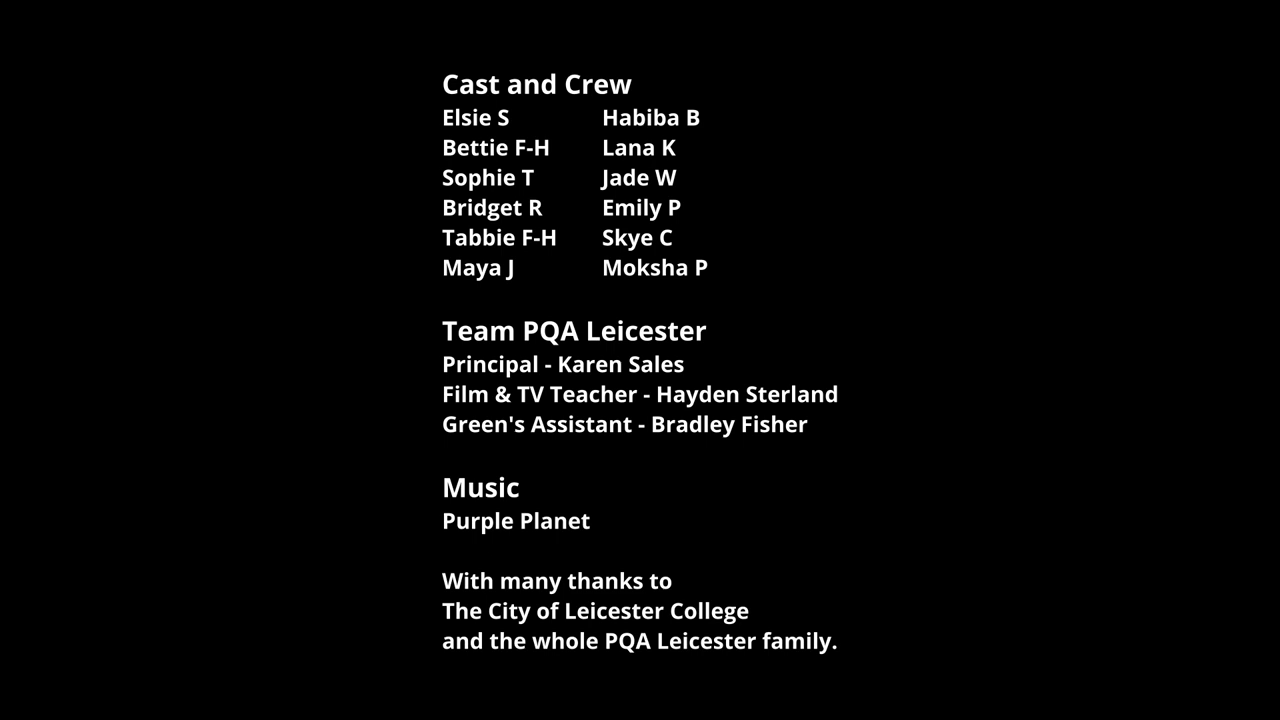 Cast and Crew
Elsie S Habiba B
Bettie F-H Lana K
Sophie T Jade W
Bridget R Emily P
Tabbie F-H Skye C
Maya J Moksha P
Team PQA Leicester
Principal - Karen Sales
Film & TV Teacher - Hayden Sterland
Green's Assistant - Bradley Fisher
Music
Purple Planet
With many thanks to
The City of Leicester College
and the whole PQA Leicester family.